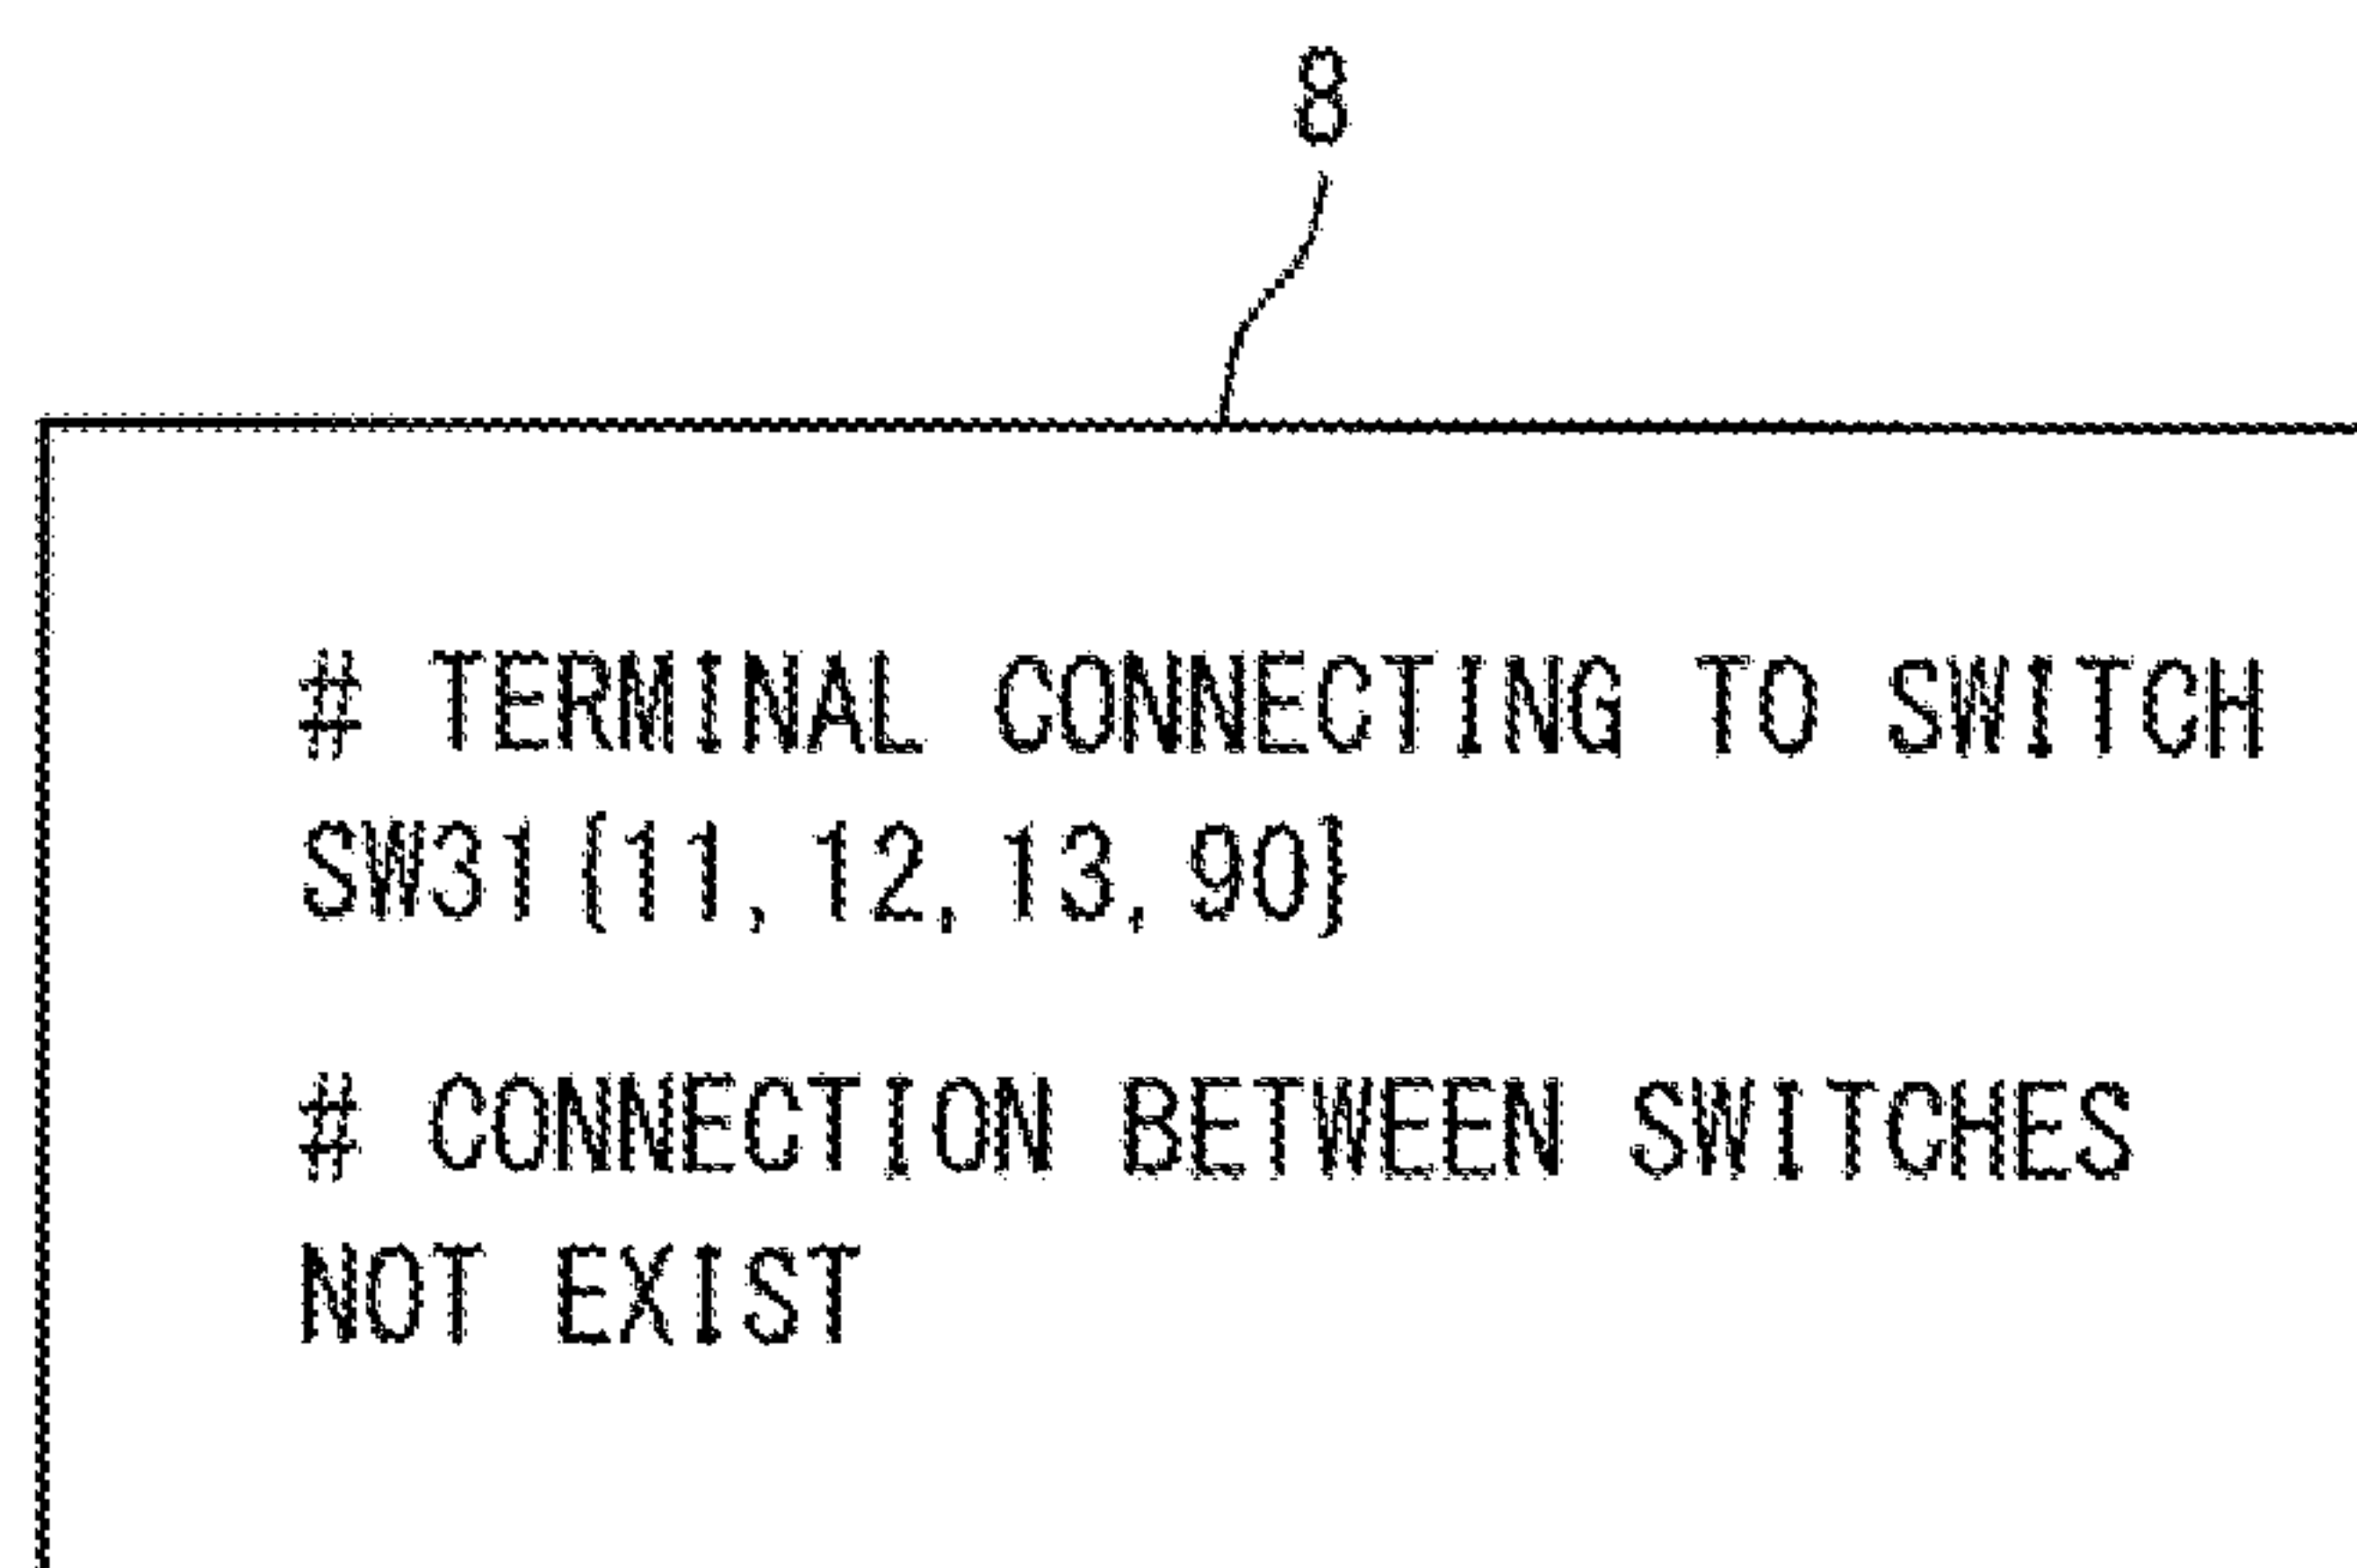 8
# TERMINAL CONNECTING TO SWITCH
SW31{11,12,13,90}
# CONNECTION BETWEEN SWITCHES
NOT EXIST